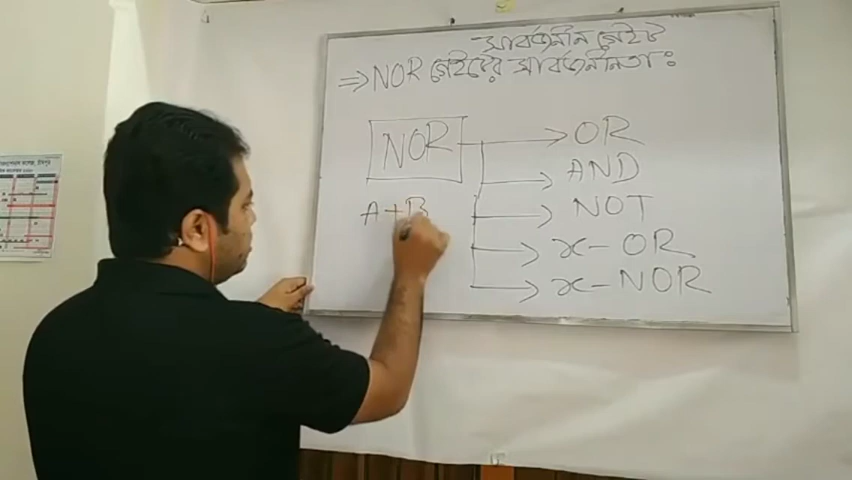 সার্বজনীন গেইট
⇒ NOR গেইটের সার্বজনীনতা:
NOR → OR
→ AND
A+B → NOT
→ x- OR
→ x- NOR